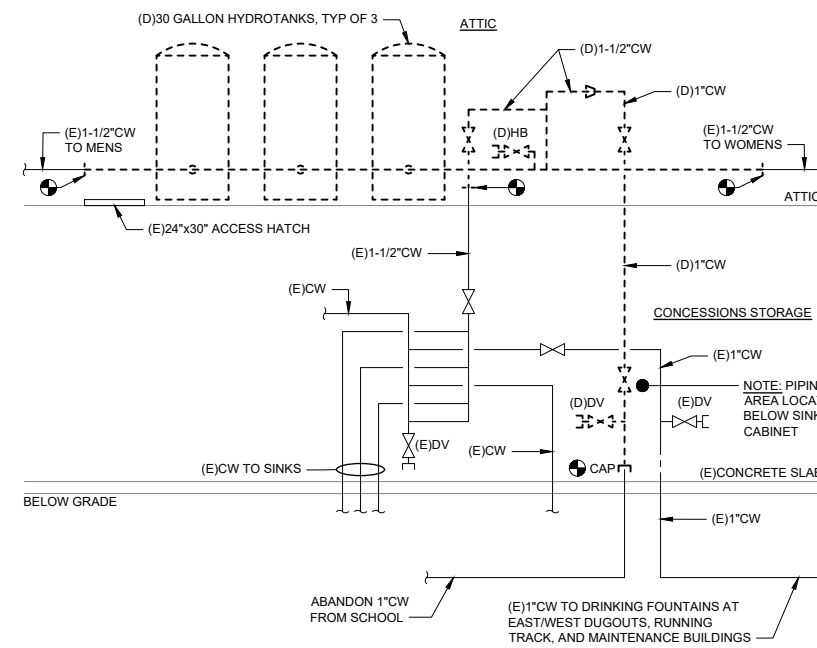 (D)30 GALLON HYDROTANKS, TYP OF 3
ATTIC
(D)1-1/2"CW
(D)1"CW
(E)1-1/2"CW
TO MENS
(D)HB
(E)1-1/2"CW
TO WOMENS
ATTIC
(E)24"x30" ACCESS HATCH
(E)1-1/2"CW
(D)1"CW
(E)CW
CONCESSIONS STORAGE
(E)1"CW
NOTE: PIPIN
AREA LOCA
BELOW SINK
CABINET
(D)DV
(E)DV
(E)DV
(E)CW
(E)CW TO SINKS
CAP
(E)CONCRETE SLAB
BELOW GRADE
(E)1"CW
ABANDON 1"CW
FROM SCHOOL
(E)1"CW TO DRINKING FOUNTAINS AT
EAST/WEST DUGOUTS, RUNNING
TRACK, AND MAINTENANCE BUILDINGS